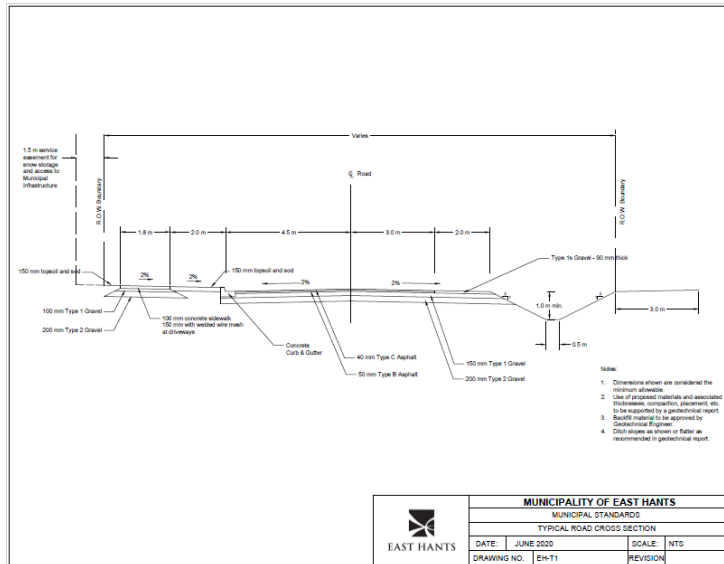 Varies
1.5 m service
easement for
snow storage
and access to
Municipal
Infrastructure
R.O.W. Boundary
℄ Road
R.O.W. Boundary
1.8 m
2.0 m
4.5 m
3.0 m
2.0 m
150 mm topsoil and sod
2%
2%
150 mm topsoil and sod
2%
2%
Type 1s Gravel - 90 mm thick
1.0 m min.
3.0 m
0.5 m
100 mm Type 1 Gravel
200 mm Type 2 Gravel
100 mm concrete sidewalk
150 mm with welded wire mesh
at driveways
Concrete
Curb & Gutter
40 mm Type C Asphalt
50 mm Type B Asphalt
150 mm Type 1 Gravel
200 mm Type 2 Gravel
Notes:
1. Dimensions shown are considered the
minimum allowable.
2. Use of proposed materials and associated
thicknesses, compaction, placement, etc.
to be supported by a geotechnical report.
3. Backfill material to be approved by
Geotechnical Engineer.
4. Ditch slopes as shown or flatter as
recommended in geotechnical report.
EAST HANTS
MUNICIPALITY OF EAST HANTS
MUNICIPAL STANDARDS
TYPICAL ROAD CROSS SECTION
DATE: JUNE 2020 SCALE: NTS
DRAWING NO. EH-T1 REVISION